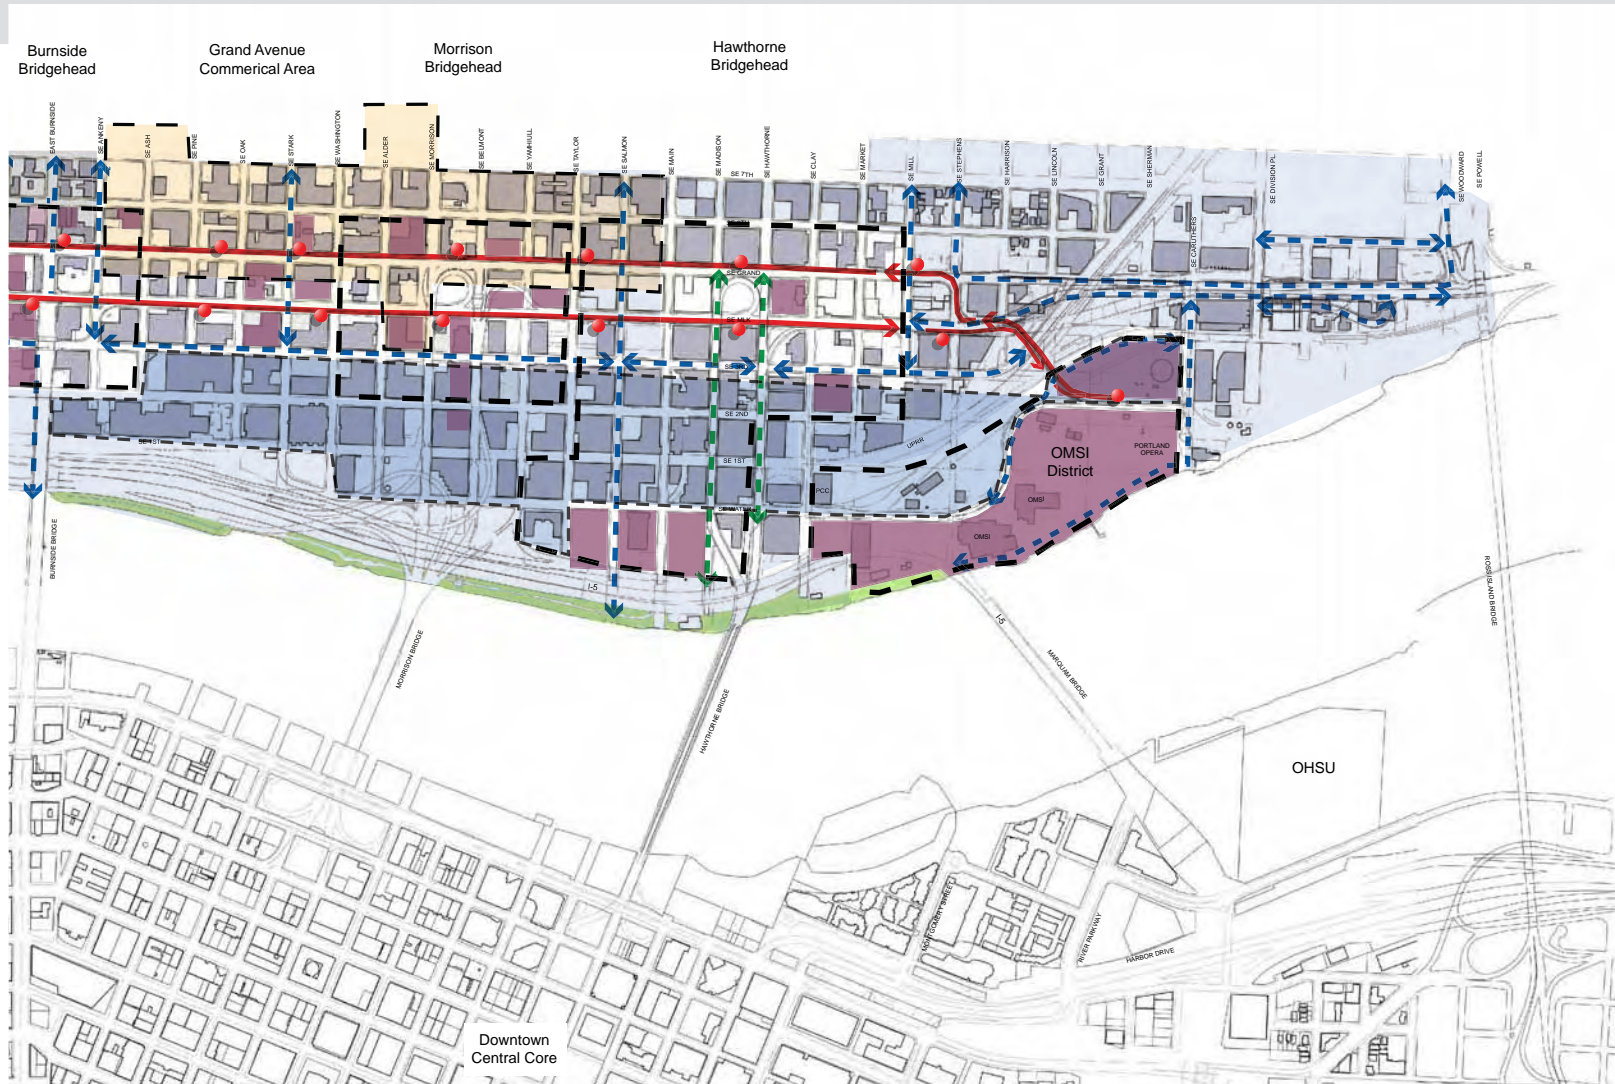 Burnside
Bridgehead
Grand Avenue
Commerical Area
Morrison
Bridgehead
Hawthorne
Bridgehead
EAST BURNSIDE
SE ANKENY
SE ASH
SE PINE
SE OAK
SE STARK
SE WASHINGTON
SE ALDER
SE MORRISON
SE BELMONT
SE YAMHILL
SE TAYLOR
SE SALMON
SE MAIN
SE MADISON
SE HAWTHORNE
SE CLAY
SE MARKET
SE MILL
SE STEPHENS
SE HARRISON
SE LINCOLN
SE GRANT
SE SHERMAN
SE CARUTHERS
SE DIVISION PL.
SE WOODWARD
SE POWELL
SE 7TH
SE GRAND
SE MLK
SE 2ND
SE 1ST
SE 1ST
SE WATER
UPRR
PCC
OMSI
District
PORTLAND
OPERA
OMSI
OMSI
I-5
I-5
BURNSIDE BRIDGE
MORRISON BRIDGE
HAWTHORNE BRIDGE
MARQUAM BRIDGE
ROSS ISLAND BRIDGE
OHSU
MONTGOMERY STREET
RIVER PARKWAY
HARBOR DRIVE
Downtown
Central Core